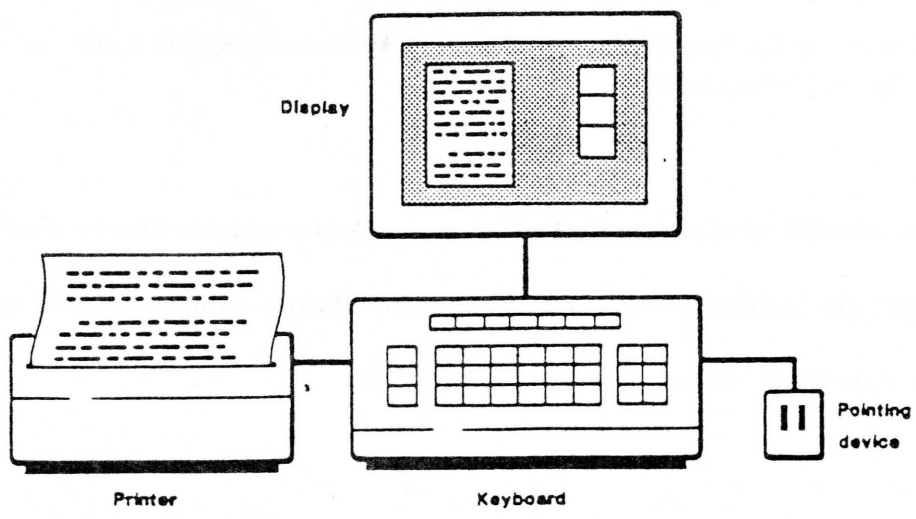 Display
Pointing
device
Printer
Keyboard